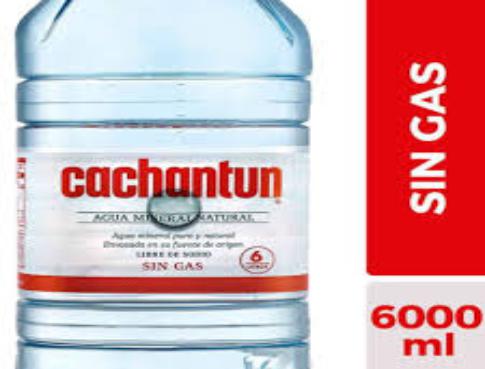 cachantun
AGUA MINERAL NATURAL
Agua mineral pura y natural
Envasada en su fuente de origen
LIBRE DE SODIO
SIN GAS
6
LITROS
SIN GAS
6000
ml